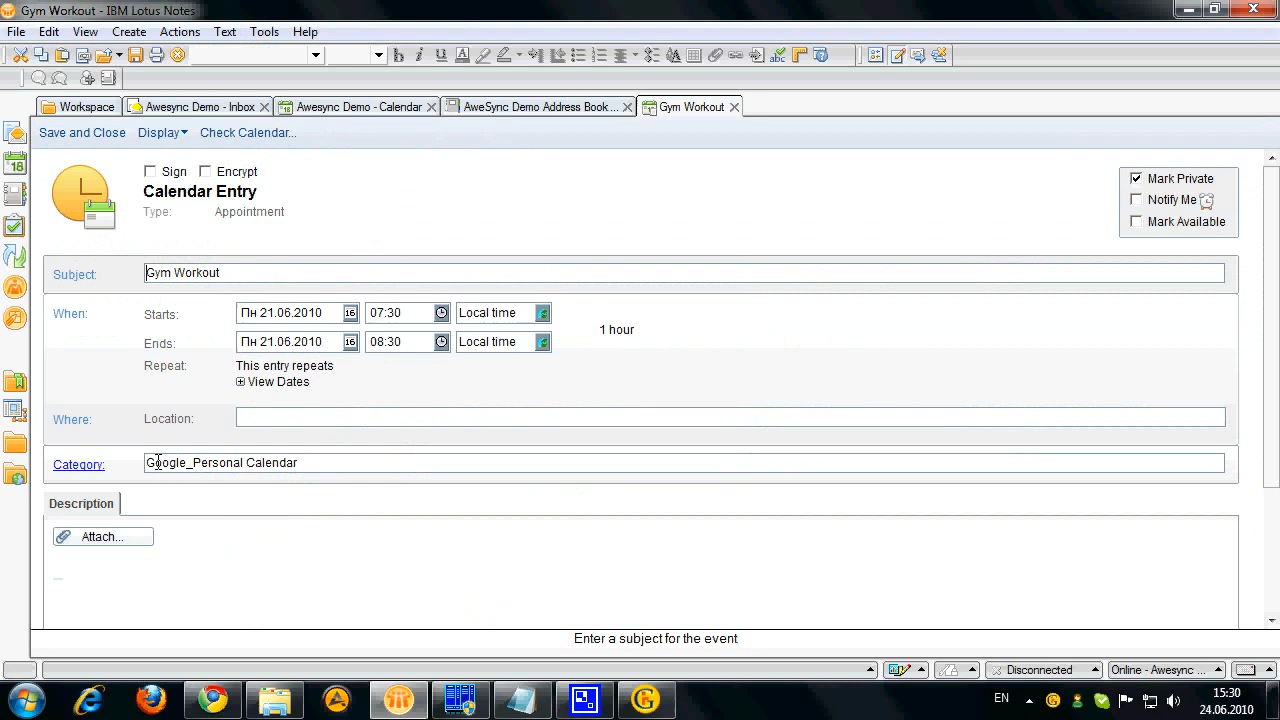 Gym Workout - IBM Lotus Notes
File Edit View Create Actions Text Tools Help
Workspace Awesync Demo - Inbox Awesync Demo - Calendar AweSync Demo Address Book ... Gym Workout
Save and Close Display Check Calendar...
Sign Encrypt
Calendar Entry
Type: Appointment
Mark Private
Notify Me
Mark Available
Subject: Gym Workout
When: Starts: Пн 21.06.2010 16 07:30 Local time
1 hour
Ends: Пн 21.06.2010 16 08:30 Local time
Repeat: This entry repeats
View Dates
Where: Location:
Category: Google_Personal Calendar
Description
Attach...
Enter a subject for the event
Disconnected Online - Awesync
EN 15:30
24.06.2010